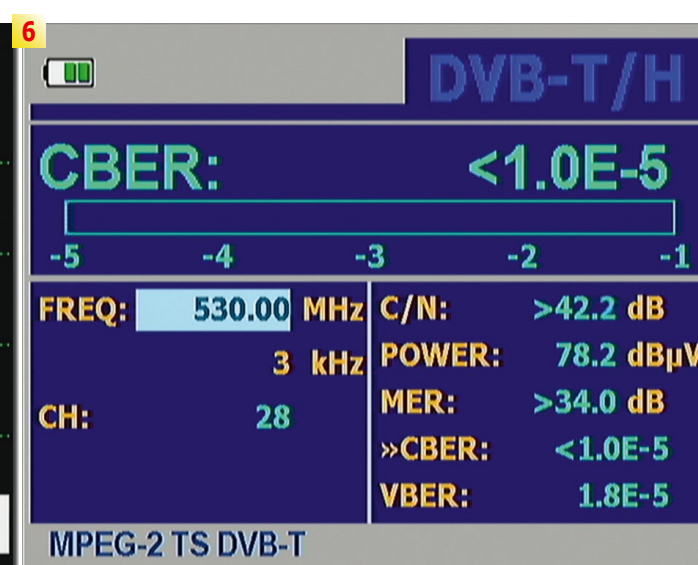 6
DVB-T/H
CBER: <1.0E-5
-5 -4 -3 -2 -1
FREQ: 530.00 MHz
3 kHz
CH: 28
C/N: >42.2 dB
POWER: 78.2 dBµV
MER: >34.0 dB
»CBER: <1.0E-5
VBER: 1.8E-5
MPEG-2 TS DVB-T